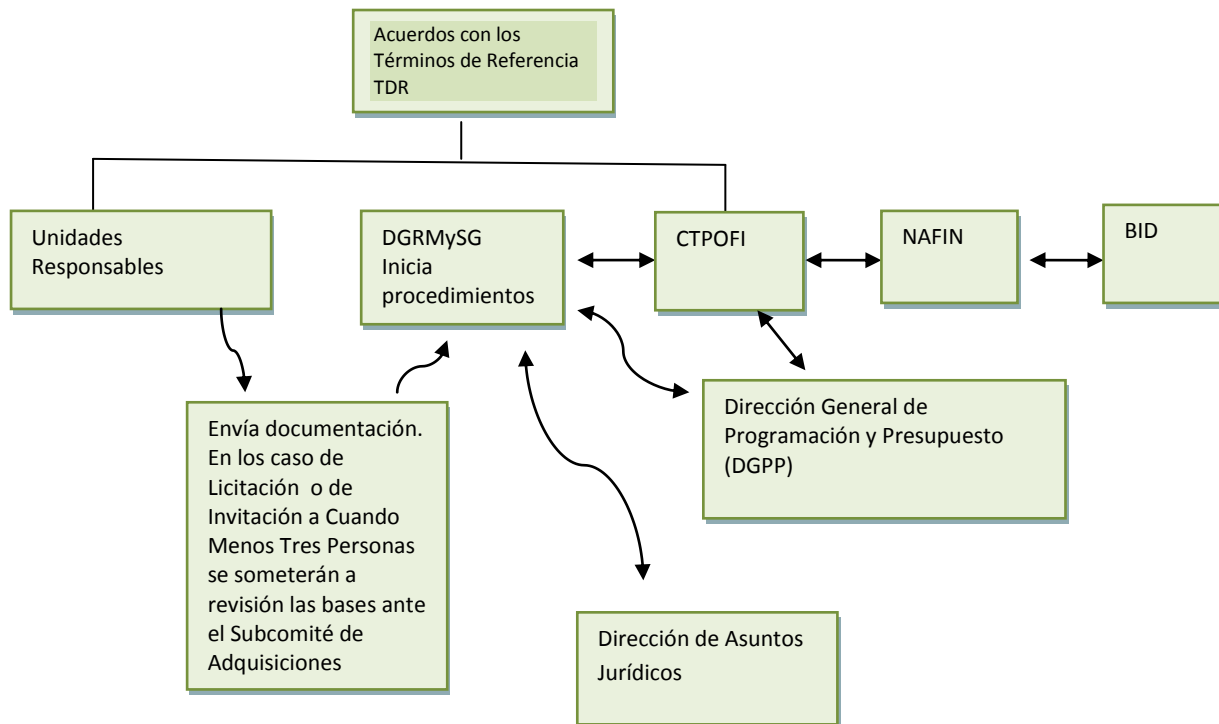 Acuerdos con los
Términos de Referencia
TDR
Unidades
Responsables
DGRMySG
Inicia
procedimientos
CTPOFI
NAFIN
BID
Envía documentación.
En los caso de
Licitación o de
Invitación a Cuando
Menos Tres Personas
se someterán a
revisión las bases ante
el Subcomité de
Adquisiciones
Dirección General de
Programación y Presupuesto
(DGPP)
Dirección de Asuntos
Jurídicos